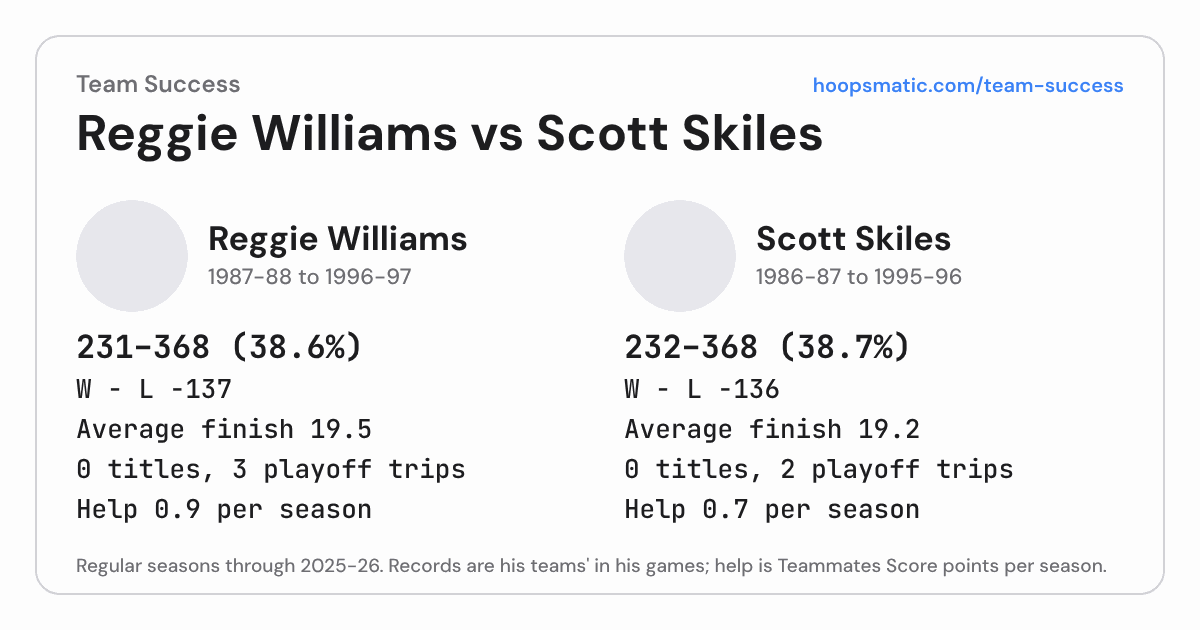 Team Success
hoopsmatic.com/team-success
Reggie Williams vs Scott Skiles
Reggie Williams
1987-88 to 1996-97
231-368 (38.6%)
W - L -137
Average finish 19.5
0 titles, 3 playoff trips
Help 0.9 per season
Scott Skiles
1986-87 to 1995-96
232-368 (38.7%)
W - L -136
Average finish 19.2
0 titles, 2 playoff trips
Help 0.7 per season
Regular seasons through 2025-26. Records are his teams' in his games; help is Teammates Score points per season.